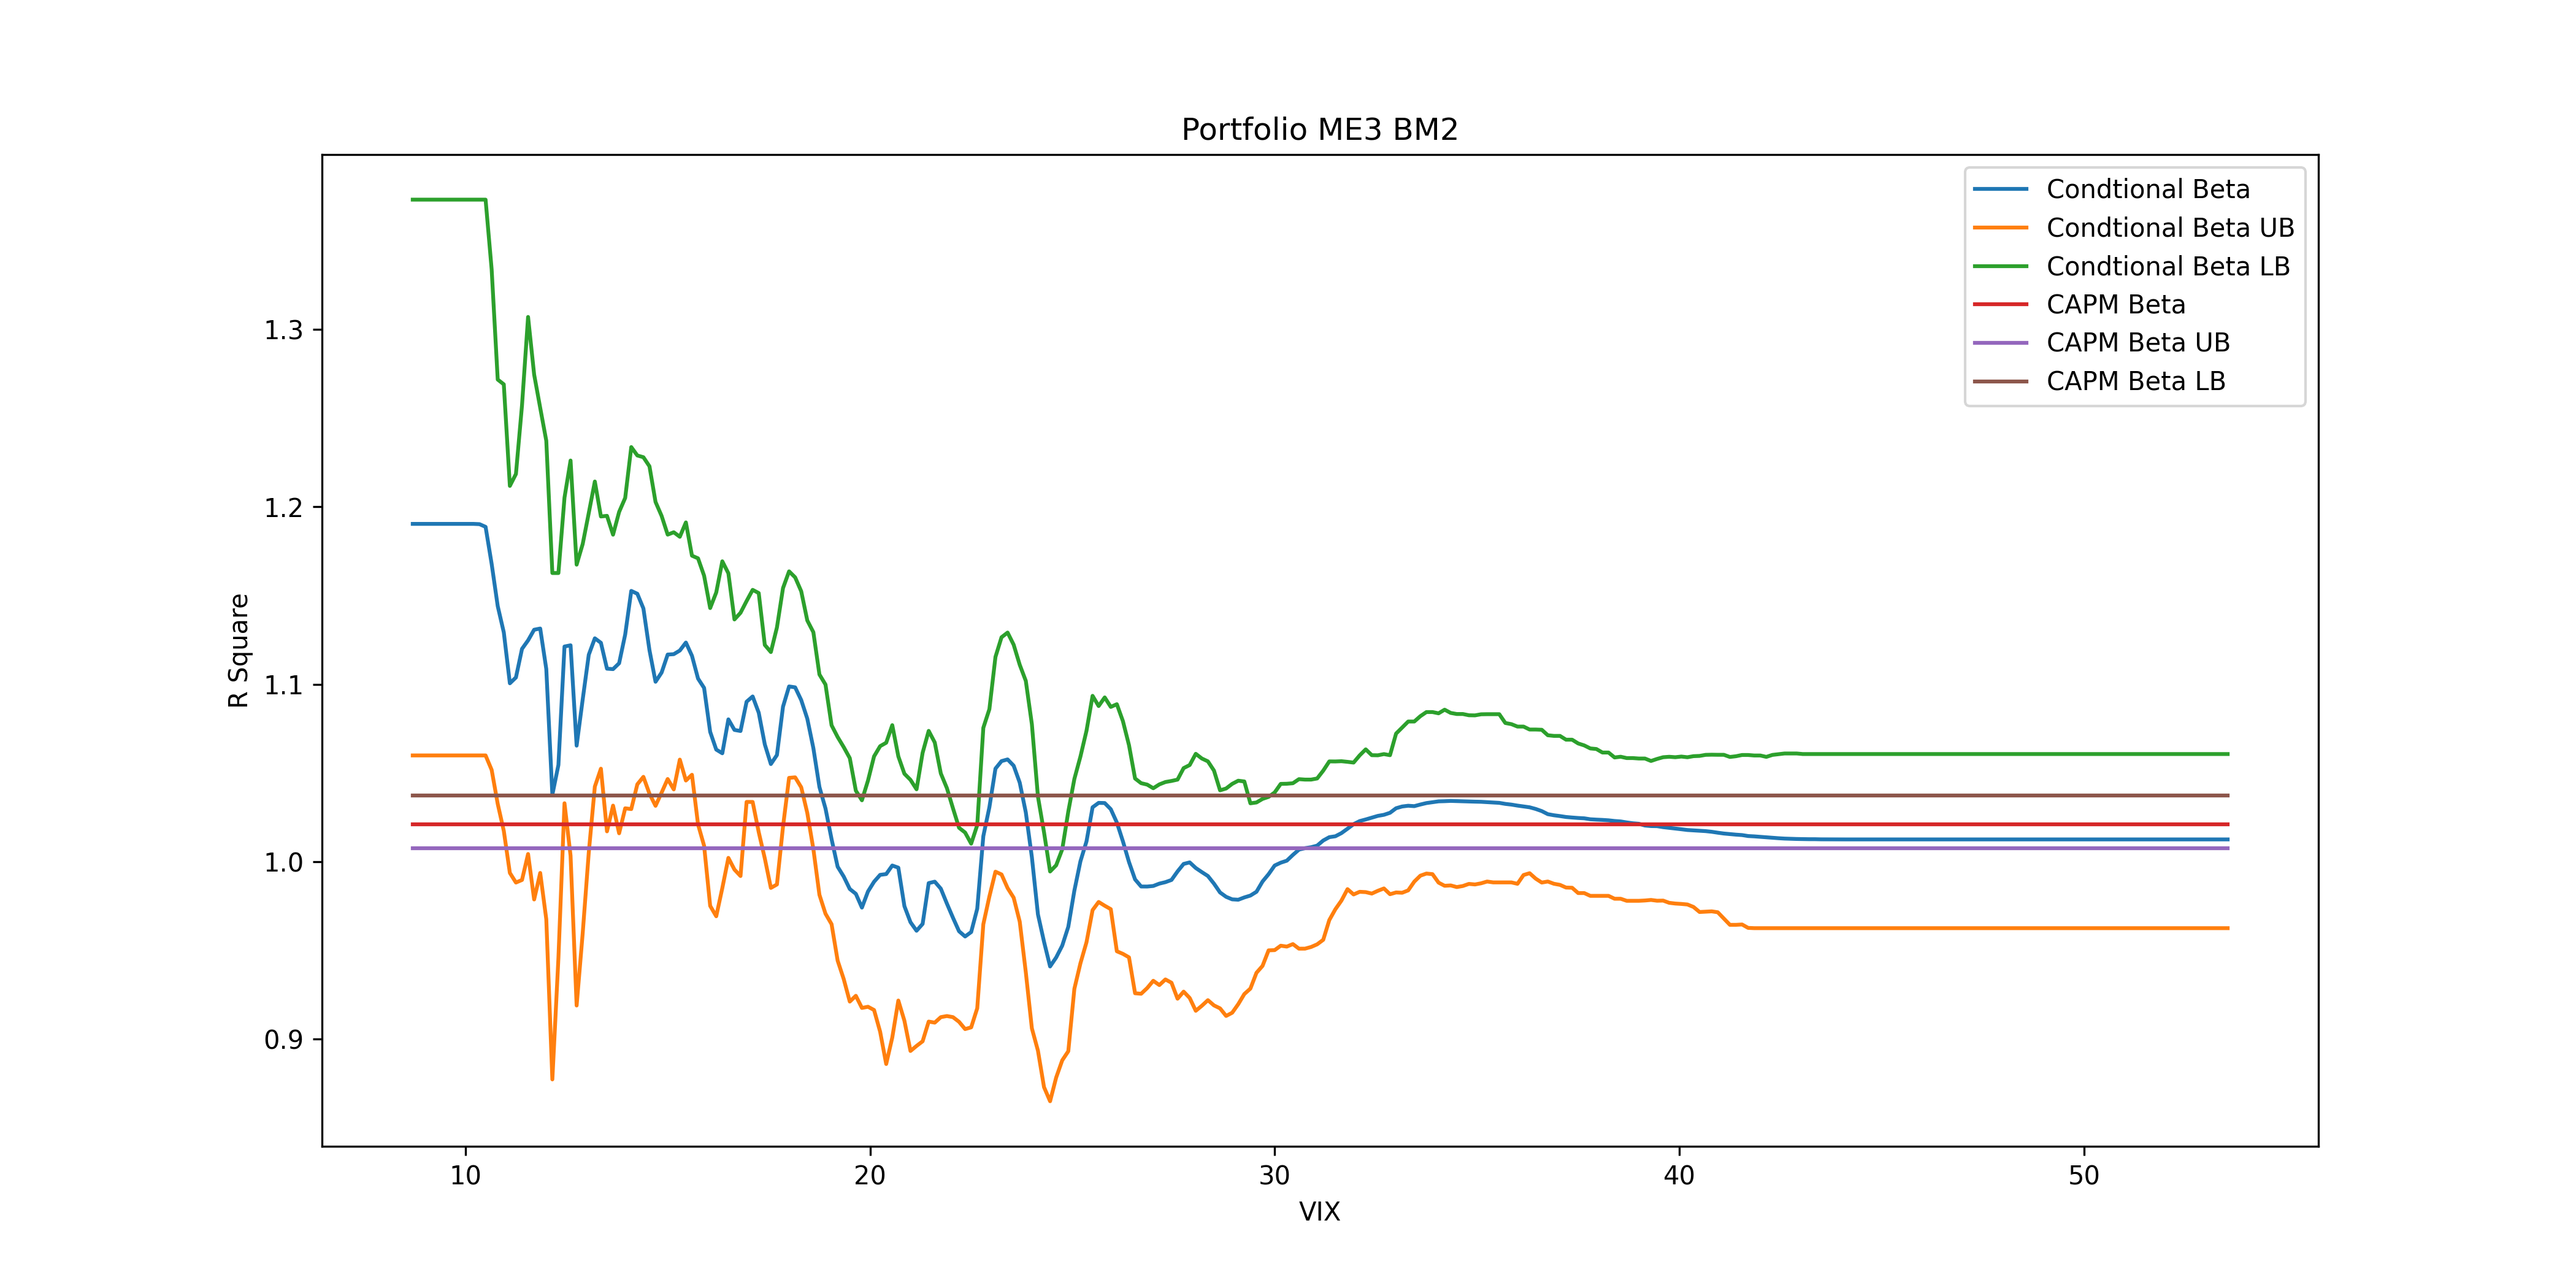 Portfolio ME3 BM2
Condtional Beta
Condtional Beta UB
Condtional Beta LB
CAPM Beta
CAPM Beta UB
CAPM Beta LB
R Square
1.3
1.2
1.1
1.0
0.9
10 20 30 40 50
VIX